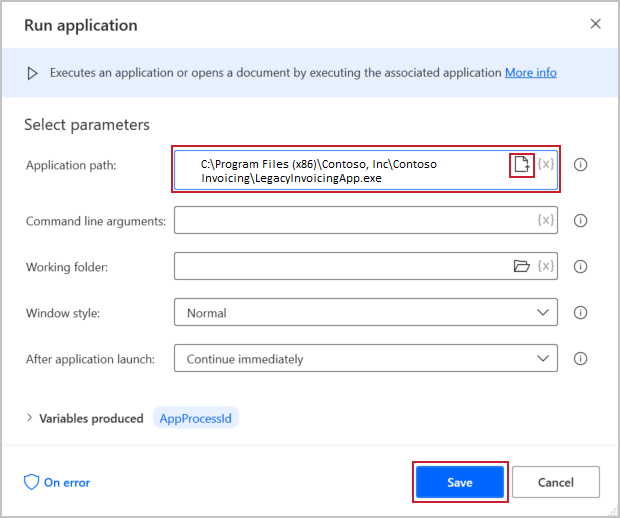 Run application
Executes an application or opens a document by executing the associated application More info
Select parameters
Application path:
C:\Program Files (x86)\Contoso, Inc\Contoso
Invoicing\LegacyInvoicingApp.exe
{x}
Command line arguments:
{x}
Working folder:
{x}
Window style:
Normal
After application launch:
Continue immediately
Variables produced AppProcessId
On error
Save
Cancel